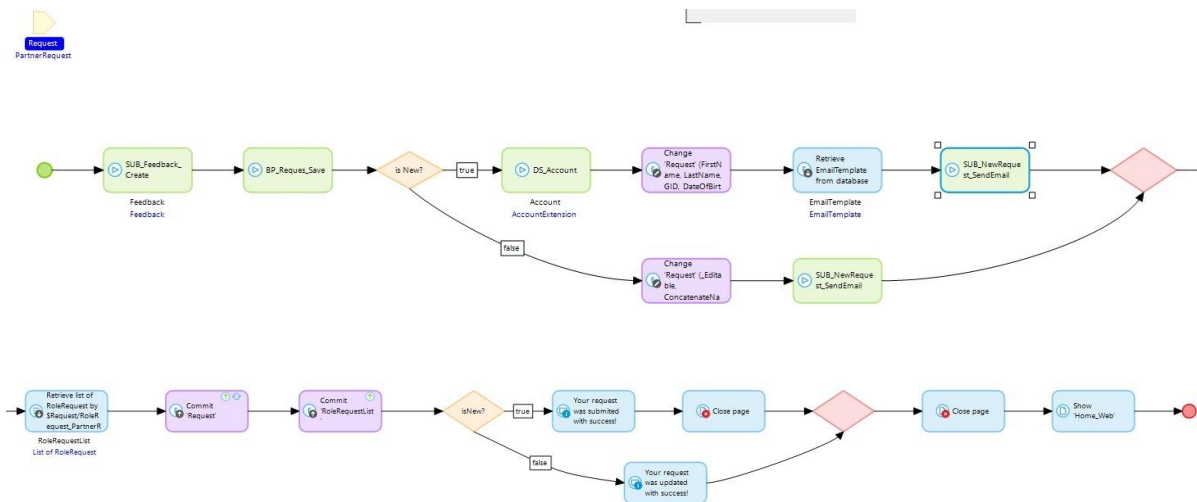 Request
PartnerRequest
SUB_Feedback_
Create
Feedback
Feedback
BP_Reques_Save
is New?
true
DS_Account
Account
AccountExtension
Change
'Request' (FirstN
ame, LastName,
GID, DateOfBirt
Retrieve
EmailTemplate
from database
EmailTemplate
EmailTemplate
SUB_NewReque
st_SendEmail
false
Change
'Request' (_Edita
ble,
ConcatenateNa
SUB_NewReque
st_SendEmail
Retrieve list of
RoleRequest by
$Request/RoleR
equest_PartnerR
RoleRequestList
List of RoleRequest
Commit
'Request'
Commit
'RoleRequestList
isNew?
true
Your request
was submited
with success!
Close page
Close page
Show
'Home_Web'
false
Your request
was updated
with success!